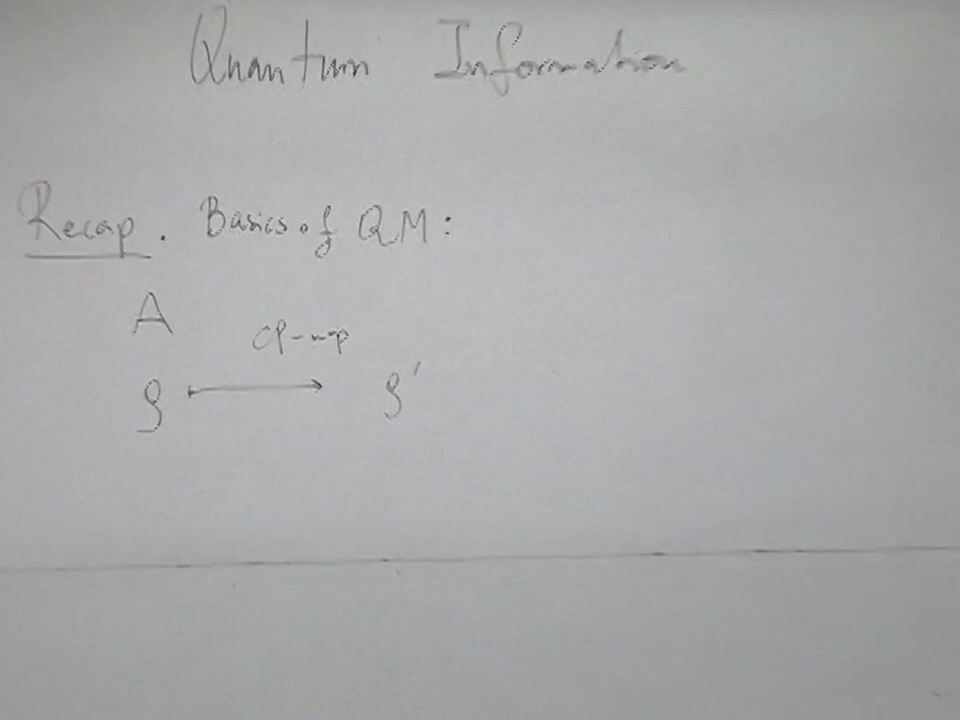 Quantum Information
Recap. Basics of QM:
A
CP-map
ρ ↦ ρ'